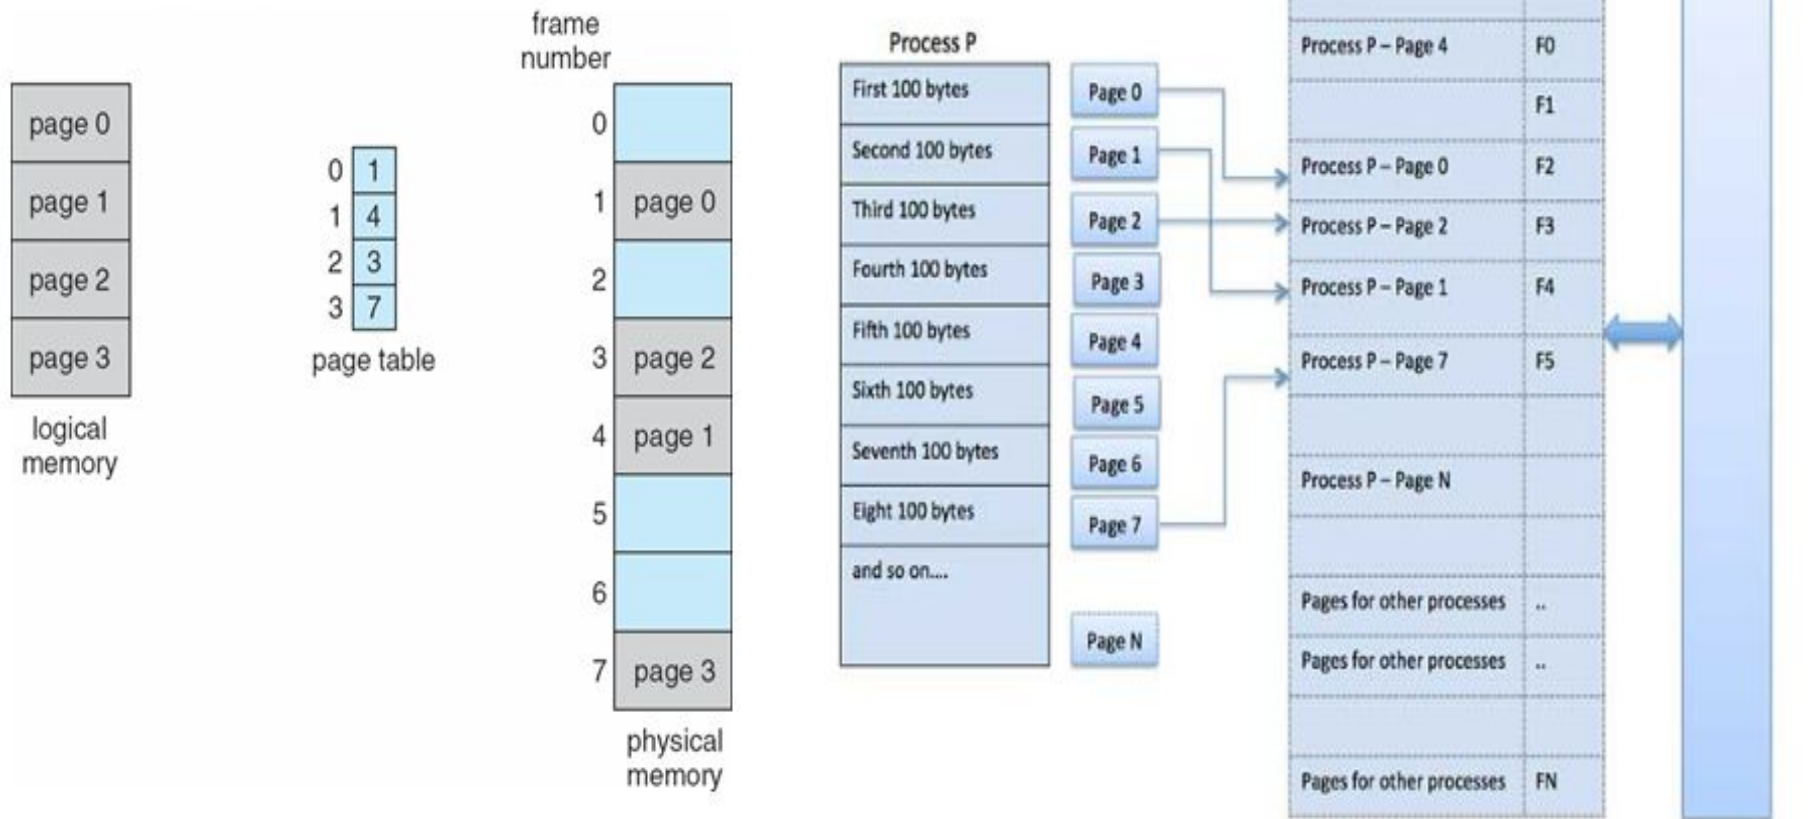 frame
number
page 0
page 1
page 2
page 3
logical
memory
0 1
1 4
2 3
3 7
page table
0
1 page 0
2
3 page 2
4 page 1
5
6
7 page 3
physical
memory
Process P
First 100 bytes
Second 100 bytes
Third 100 bytes
Fourth 100 bytes
Fifth 100 bytes
Sixth 100 bytes
Seventh 100 bytes
Eight 100 bytes
and so on....
Page 0
Page 1
Page 2
Page 3
Page 4
Page 5
Page 6
Page 7
Page N
Process P – Page 4 F0
F1
Process P – Page 0 F2
Process P – Page 2 F3
Process P – Page 1 F4
Process P – Page 7 F5
Process P – Page N
Pages for other processes ..
Pages for other processes ..
Pages for other processes FN